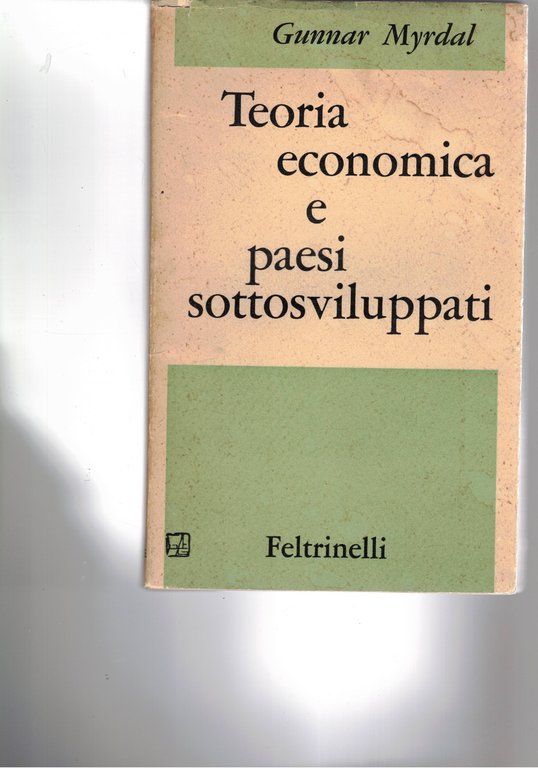 Gunnar Myrdal
Teoria
economica
e
paesi
sottosviluppati
Feltrinelli